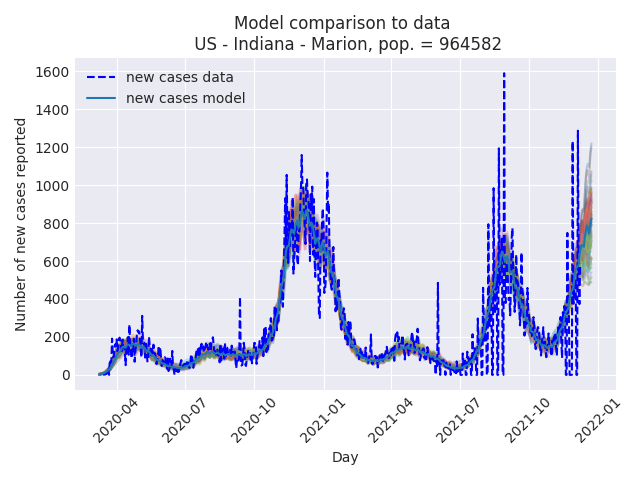 Model comparison to data
US - Indiana - Marion, pop. = 964582
new cases data
new cases model
Number of new cases reported
1600
1400
1200
1000
800
600
400
200
0
2020-04
2020-07
2020-10
2021-01
2021-04
2021-07
2021-10
2022-01
Day